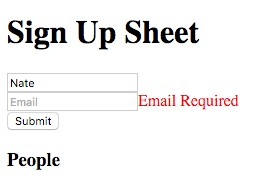 Sign Up Sheet
Nate
Email Email Required
Submit
People